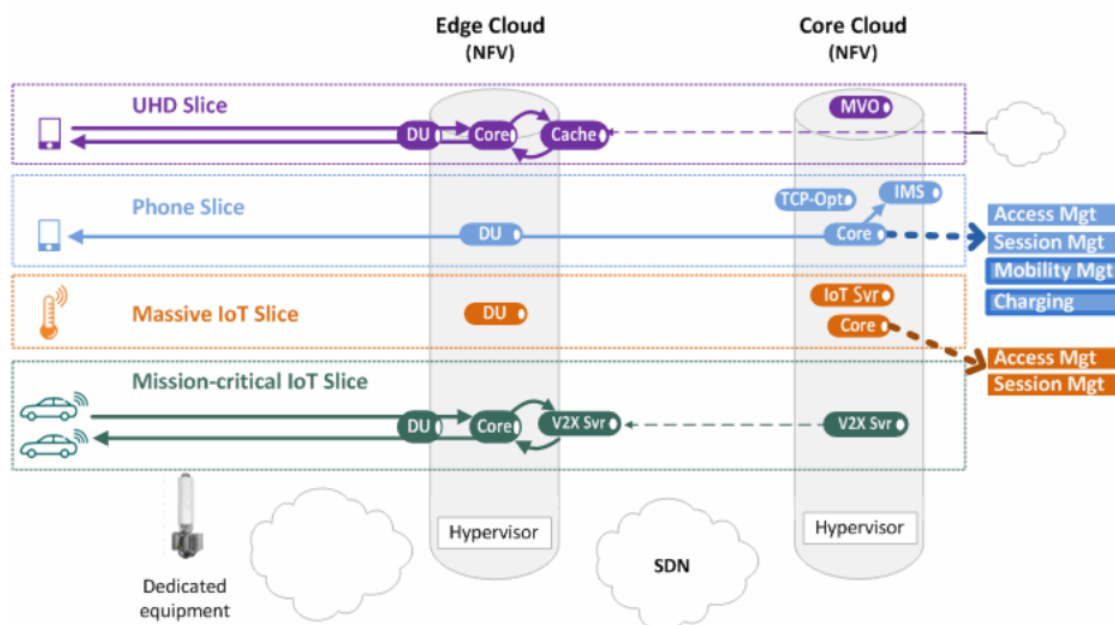 Edge Cloud
(NFV)
Core Cloud
(NFV)
UHD Slice
MVO
DU
Core
Cache
Phone Slice
TCP-Opt
IMS
DU
Core
Access Mgt
Session Mgt
Mobility Mgt
Charging
Massive IoT Slice
DU
IoT Svr
Core
Access Mgt
Session Mgt
Mission-critical IoT Slice
DU
Core
V2X Svr
V2X Svr
Hypervisor
Hypervisor
SDN
Dedicated
equipment